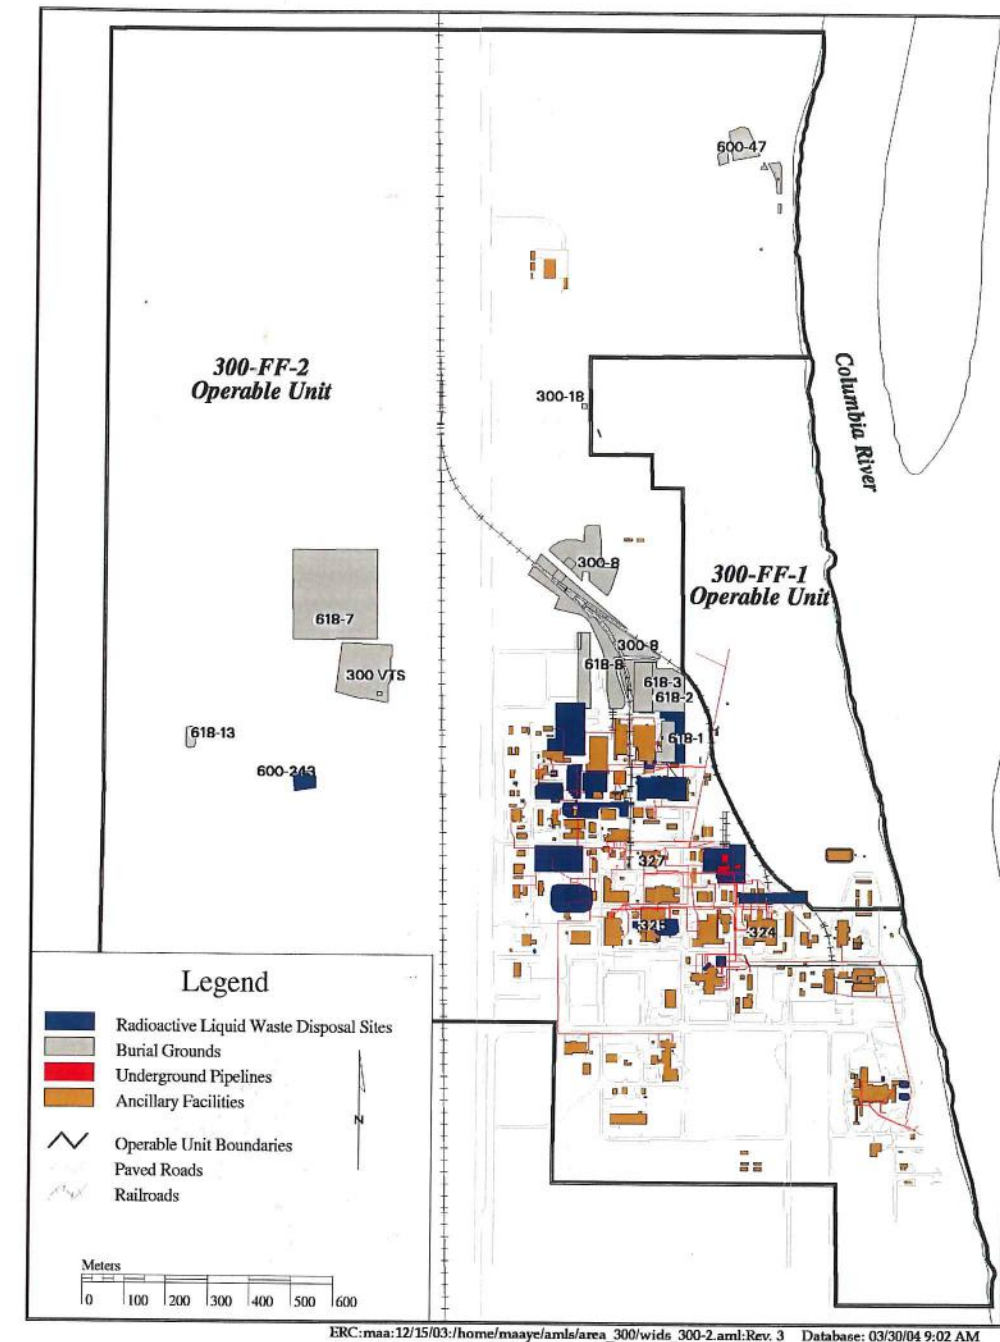 600-47
300-FF-2
Operable Unit
Columbia River
300-18
300-8
300-FF-1
Operable Unit
618-7
300-8
618-8
300 VTS
618-3
618-2
618-13
618-1
600-243
327
324
Legend
Radioactive Liquid Waste Disposal Sites
Burial Grounds
Underground Pipelines
Ancillary Facilities
N
Operable Unit Boundaries
Paved Roads
Railroads
Meters
0 100 200 300 400 500 600
ERC:maa:12/15/03:/home/maaye/amls/area_300/wids_300-2.aml:Rev. 3 Database: 03/30/04 9:02 AM